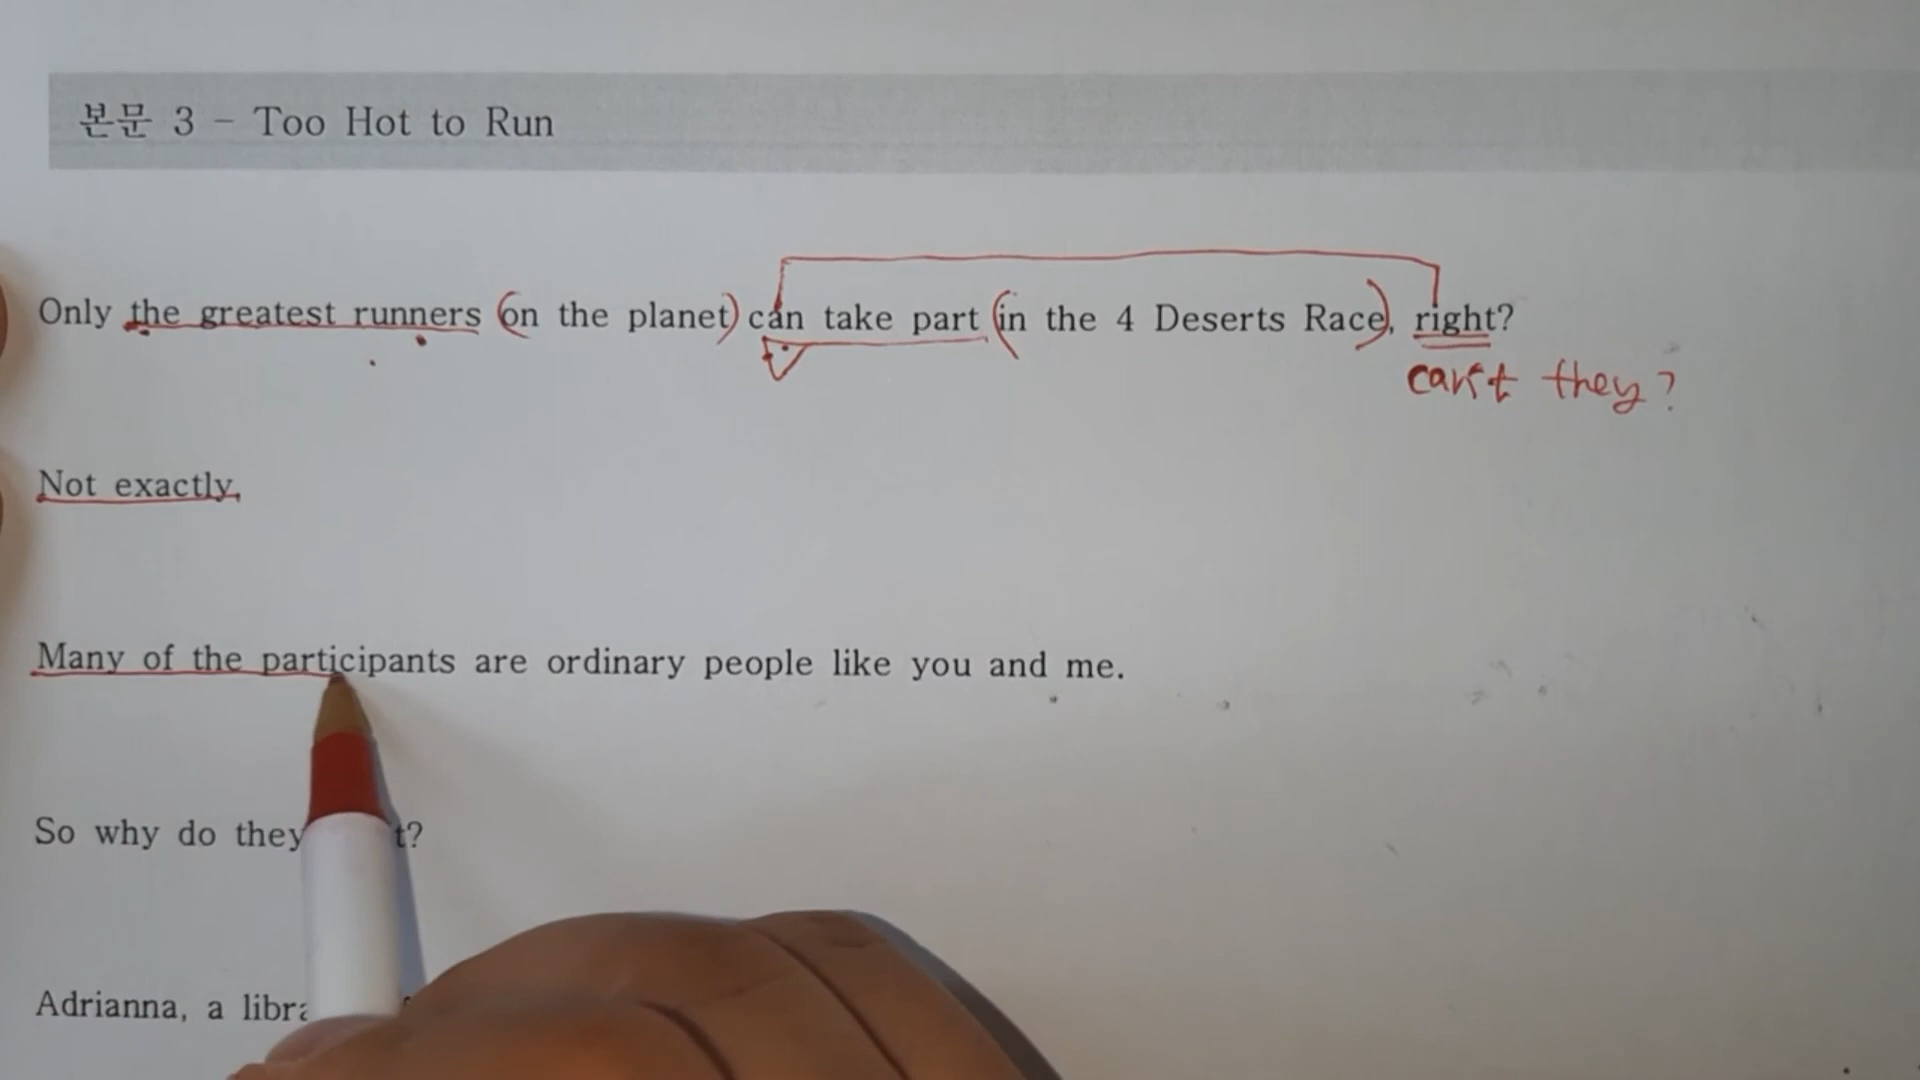 본문 3 - Too Hot to Run
Only the greatest runners (on the planet) can take part (in the 4 Deserts Race), right?
can't they?
Not exactly.
Many of the participants are ordinary people like you and me.
So why do they
Adrianna, a